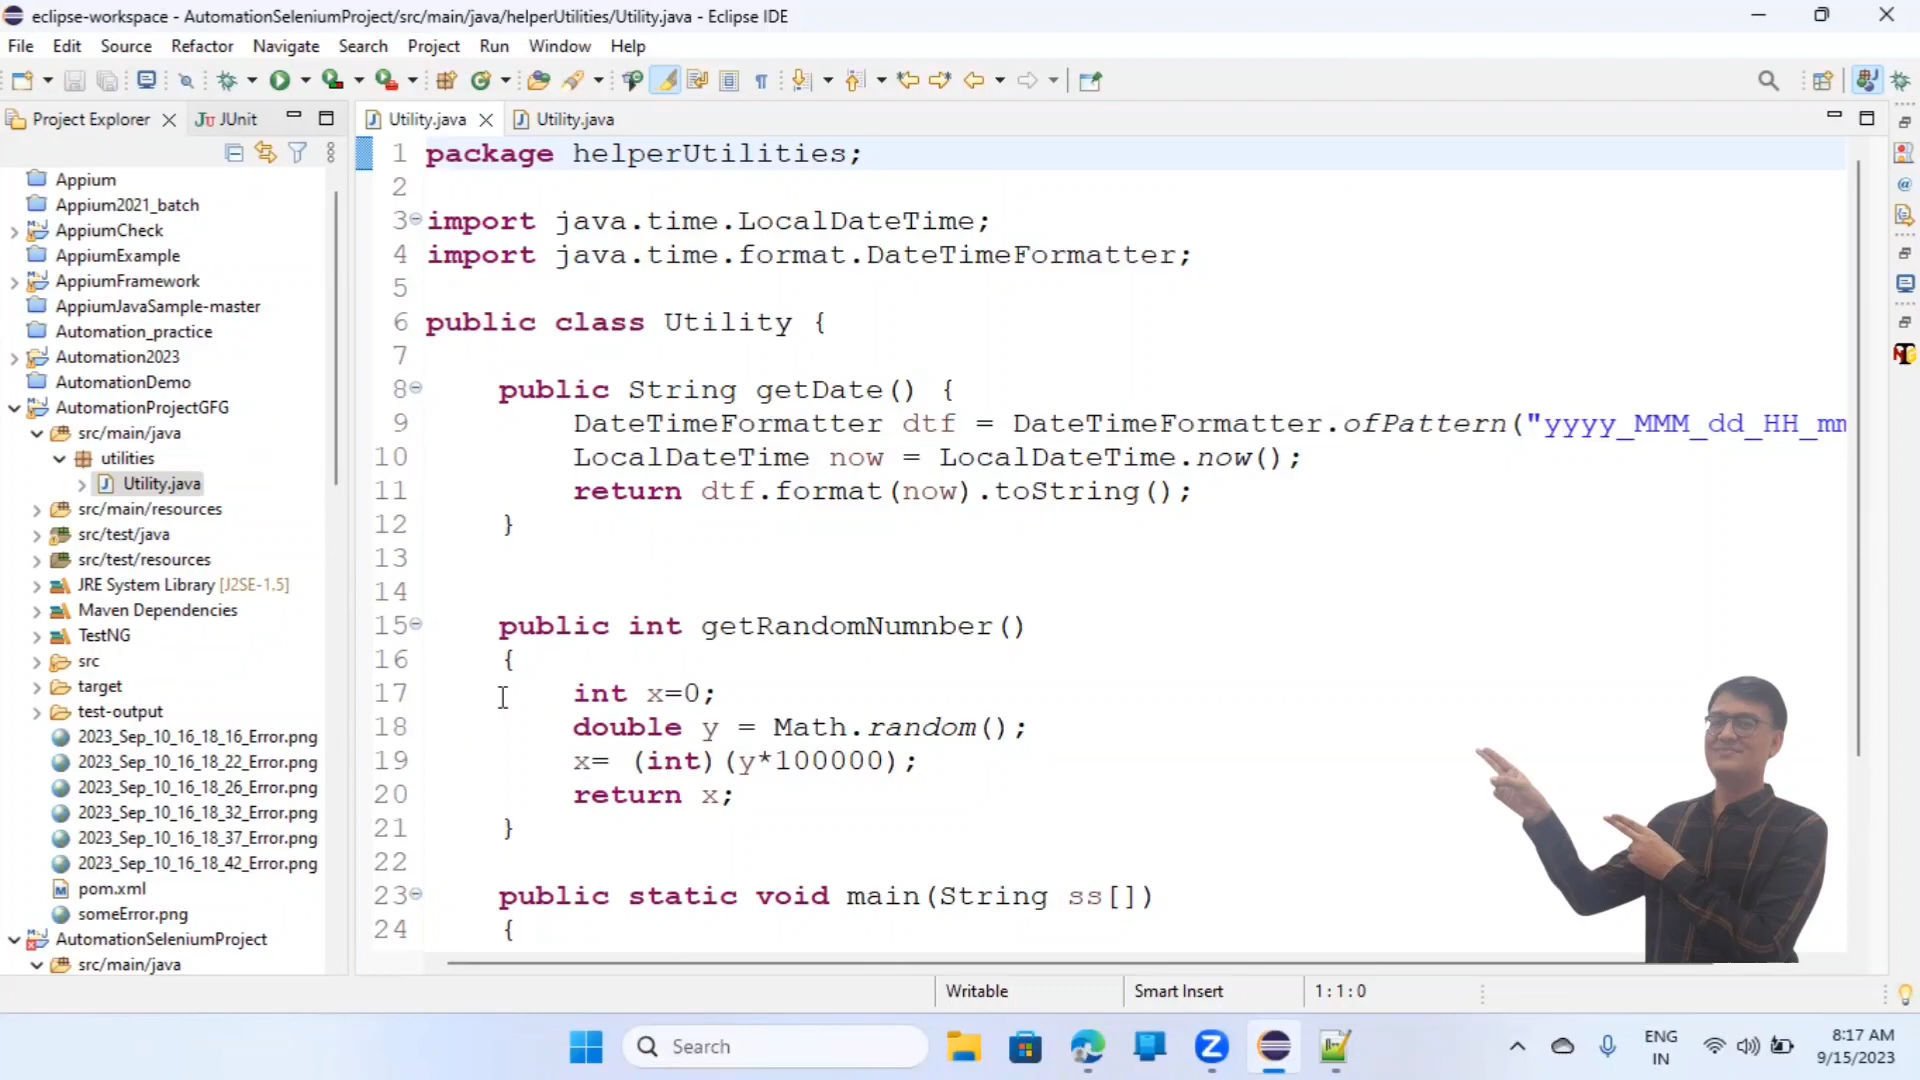 eclipse-workspace - AutomationSeleniumProject/src/main/java/helperUtilities/Utility.java - Eclipse IDE
File Edit Source Refactor Navigate Search Project Run Window Help
Project Explorer
JUnit
Utility.java
Utility.java
Appium
Appium2021_batch
AppiumCheck
AppiumExample
AppiumFramework
AppiumJavaSample-master
Automation_practice
Automation2023
AutomationDemo
AutomationProjectGFG
src/main/java
utilities
Utility.java
src/main/resources
src/test/java
src/test/resources
JRE System Library [J2SE-1.5]
Maven Dependencies
TestNG
src
target
test-output
2023_Sep_10_16_18_16_Error.png
2023_Sep_10_16_18_22_Error.png
2023_Sep_10_16_18_26_Error.png
2023_Sep_10_16_18_32_Error.png
2023_Sep_10_16_18_37_Error.png
2023_Sep_10_16_18_42_Error.png
pom.xml
someError.png
AutomationSeleniumProject
src/main/java
1 package helperUtilities;
2
3 import java.time.LocalDateTime;
4 import java.time.format.DateTimeFormatter;
5
6 public class Utility {
7
8 public String getDate() {
9 DateTimeFormatter dtf = DateTimeFormatter.ofPattern("yyyy_MMM_dd_HH_mm
10 LocalDateTime now = LocalDateTime.now();
11 return dtf.format(now).toString();
12 }
13
14
15 public int getRandomNumnber()
16 {
17 int x=0;
18 double y = Math.random();
19 x= (int)(y*100000);
20 return x;
21 }
22
23 public static void main(String ss[])
24 {
Writable
Smart Insert
1 : 1 : 0
Search
ENG
IN
8:17 AM
9/15/2023